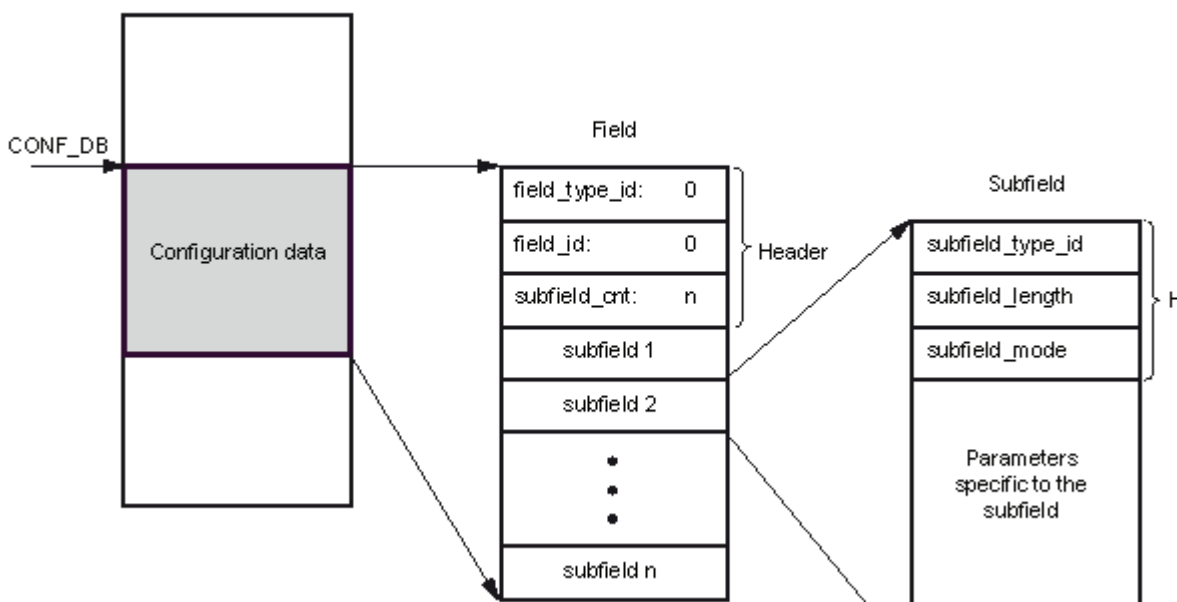 CONF_DB
Configuration data
Field
field_type_id: 0
field_id: 0
subfield_cnt: n
Header
subfield 1
subfield 2
subfield n
Subfield
subfield_type_id
subfield_length
subfield_mode
H
Parameters
specific to the
subfield